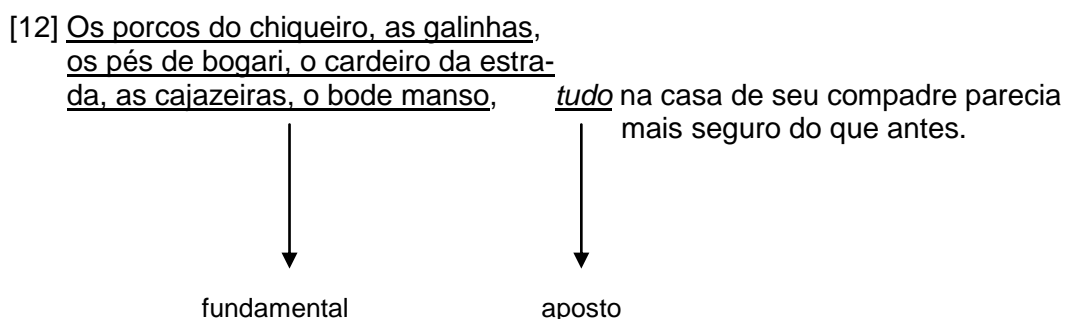 [12] Os porcos do chiqueiro, as galinhas,
os pés de bogari, o cardeiro da estra-
da, as cajazeiras, o bode manso, tudo na casa de seu compadre parecia
mais seguro do que antes.
fundamental aposto